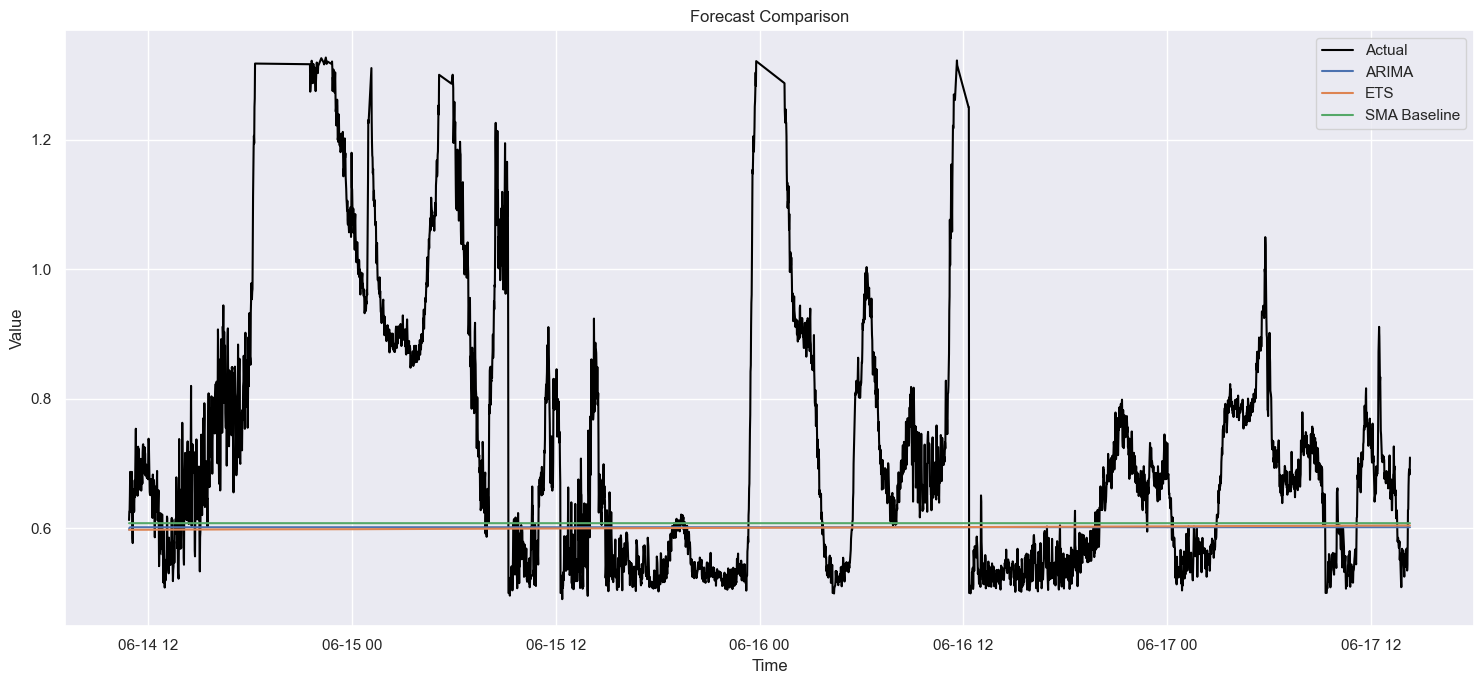 Forecast Comparison
Actual
ARIMA
ETS
SMA Baseline
Value
1.2
1.0
0.8
0.6
06-14 12
06-15 00
06-15 12
06-16 00
06-16 12
06-17 00
06-17 12
Time